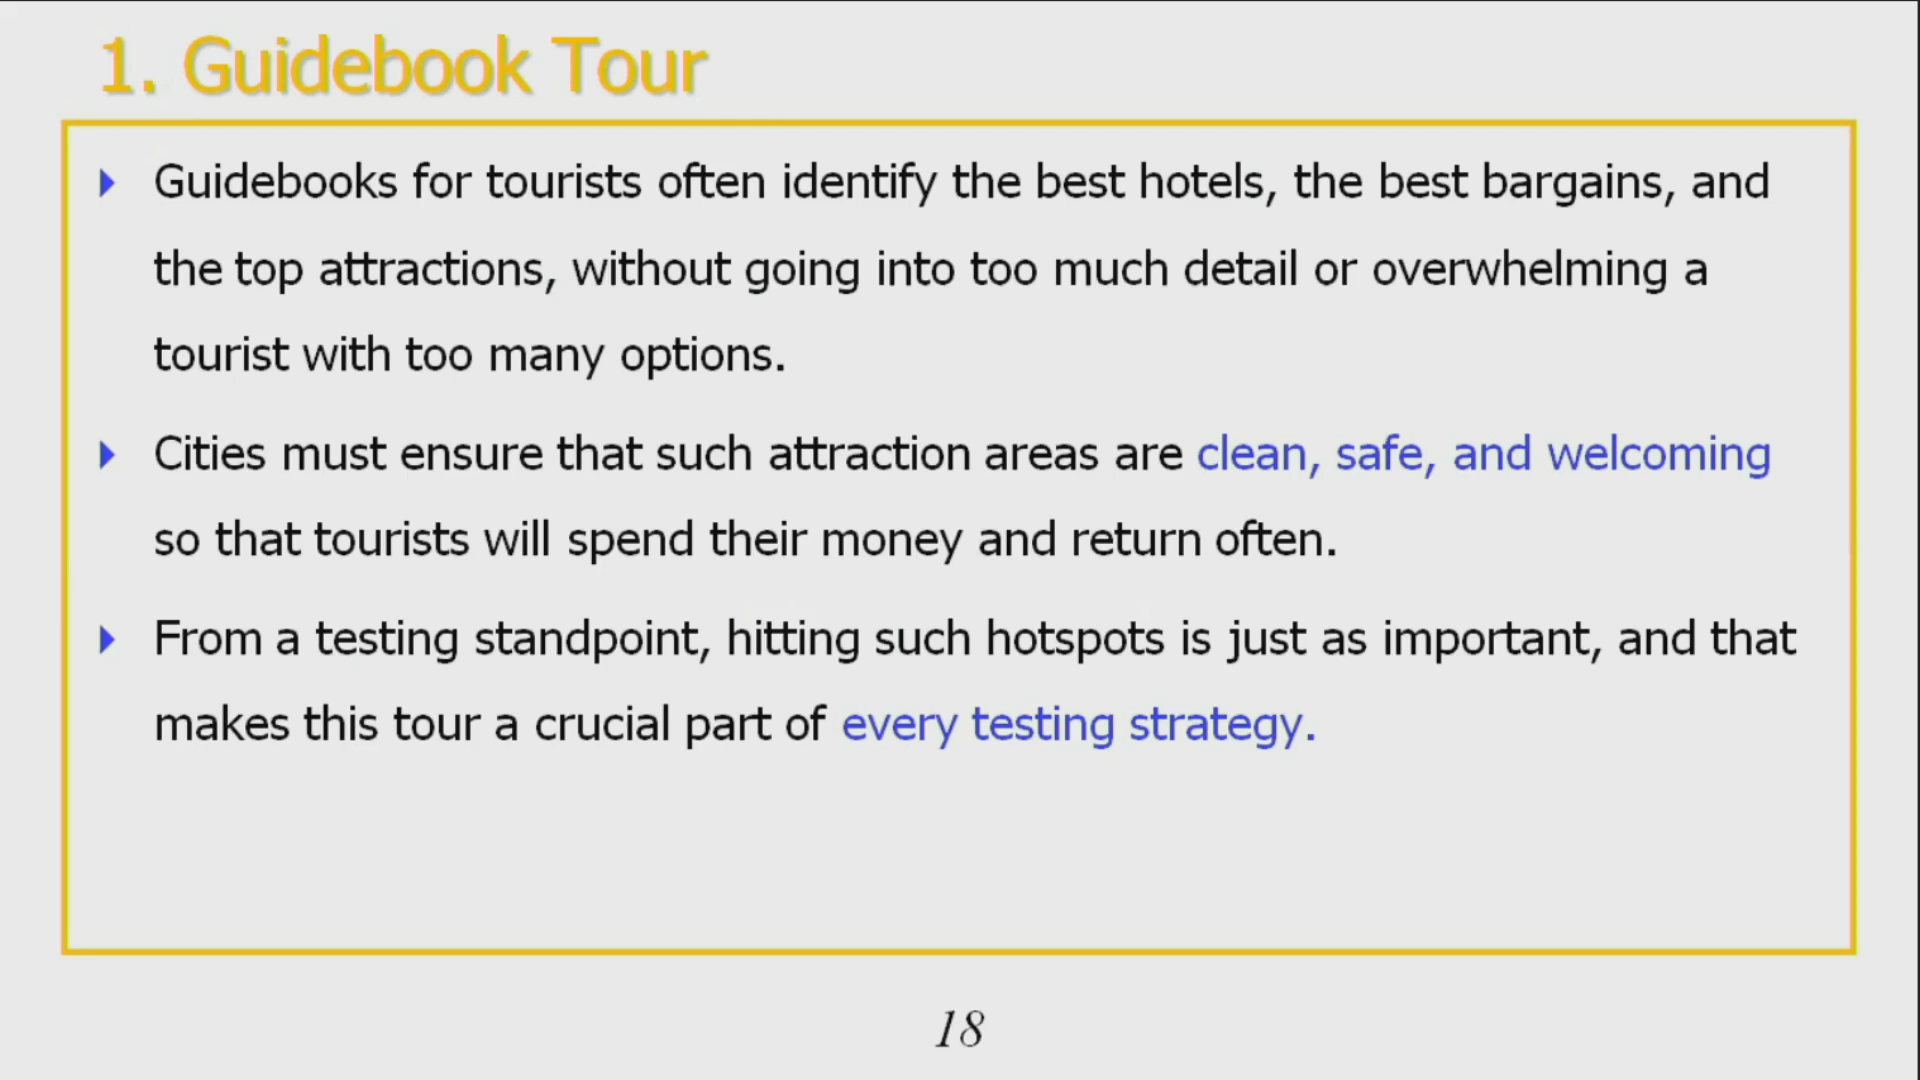 1. Guidebook Tour
Guidebooks for tourists often identify the best hotels, the best bargains, and
the top attractions, without going into too much detail or overwhelming a
tourist with too many options.
Cities must ensure that such attraction areas are clean, safe, and welcoming
so that tourists will spend their money and return often.
From a testing standpoint, hitting such hotspots is just as important, and that
makes this tour a crucial part of every testing strategy.
18